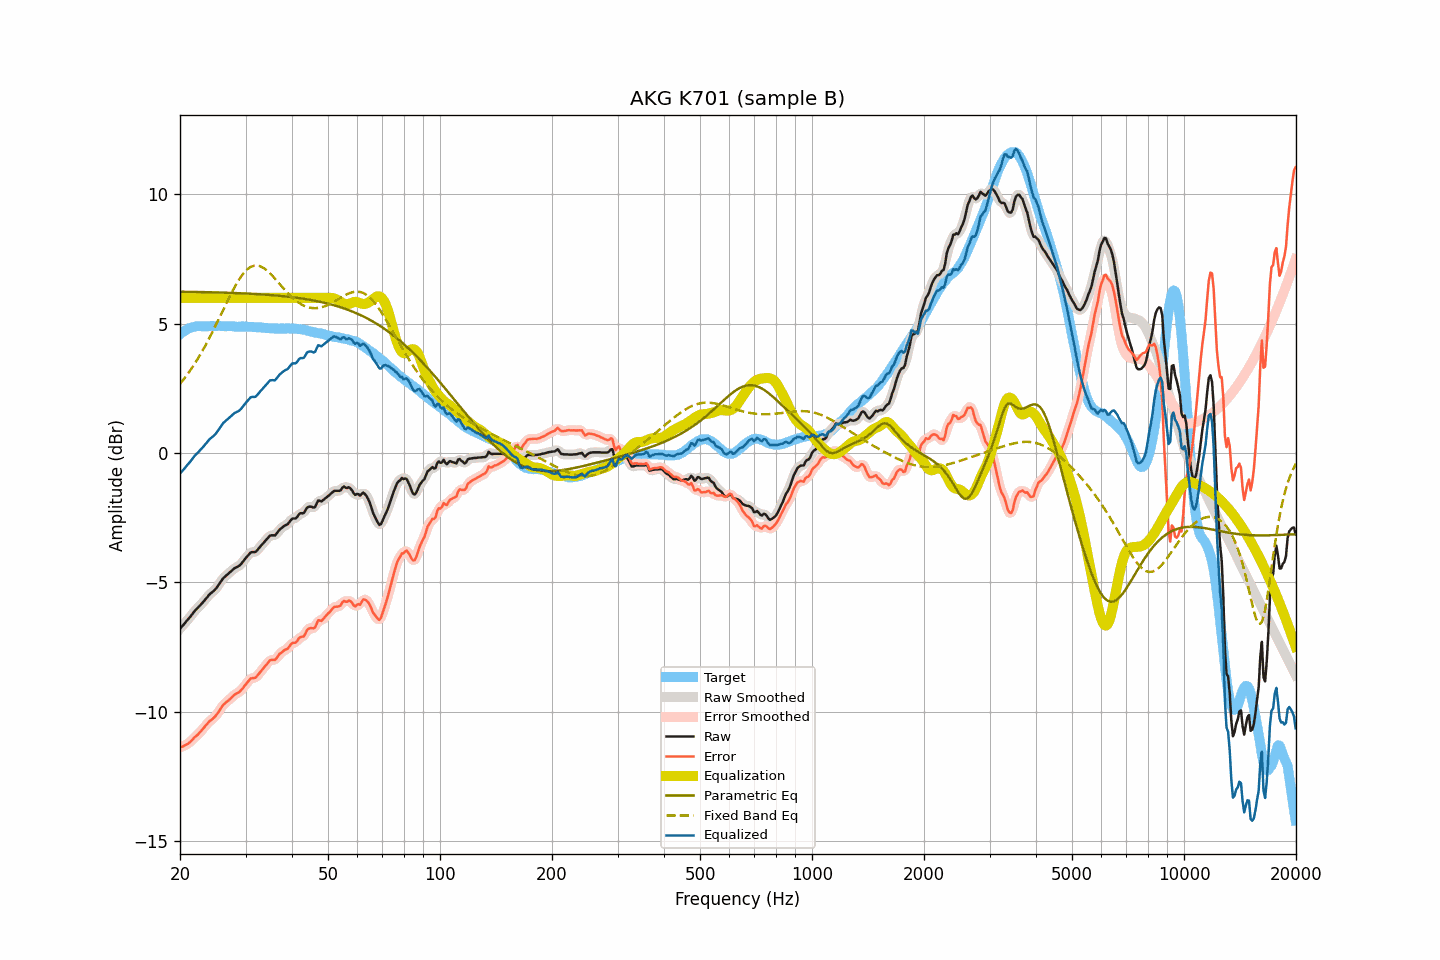 AKG K701 (sample B)
Amplitude (dBr)
10
5
0
−5
−10
−15
20 50 100 200 500 1000 2000 5000 10000 20000
Frequency (Hz)
Target
Raw Smoothed
Error Smoothed
Raw
Error
Equalization
Parametric Eq
Fixed Band Eq
Equalized